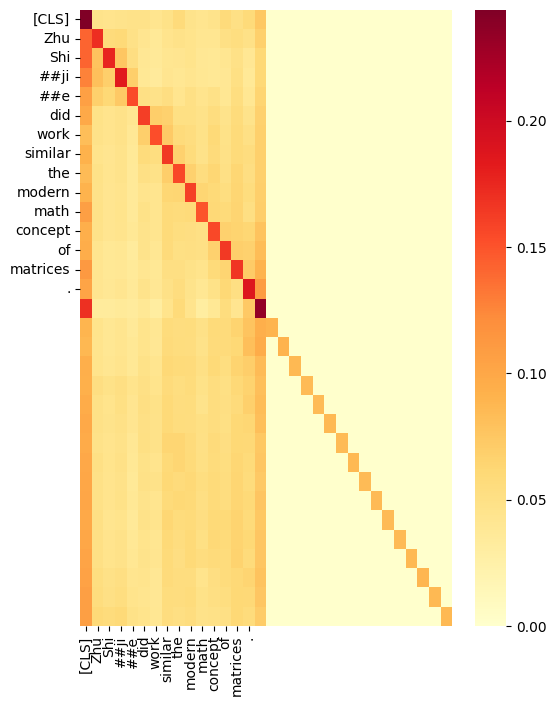 [CLS]
Zhu
Shi
##ji
##e
did
work
similar
the
modern
math
concept
of
matrices
.
0.20
0.15
0.10
0.05
0.00
[CLS]
Zhu
Shi
##ji
##e
did
work
similar
the
modern
math
concept
of
matrices
.